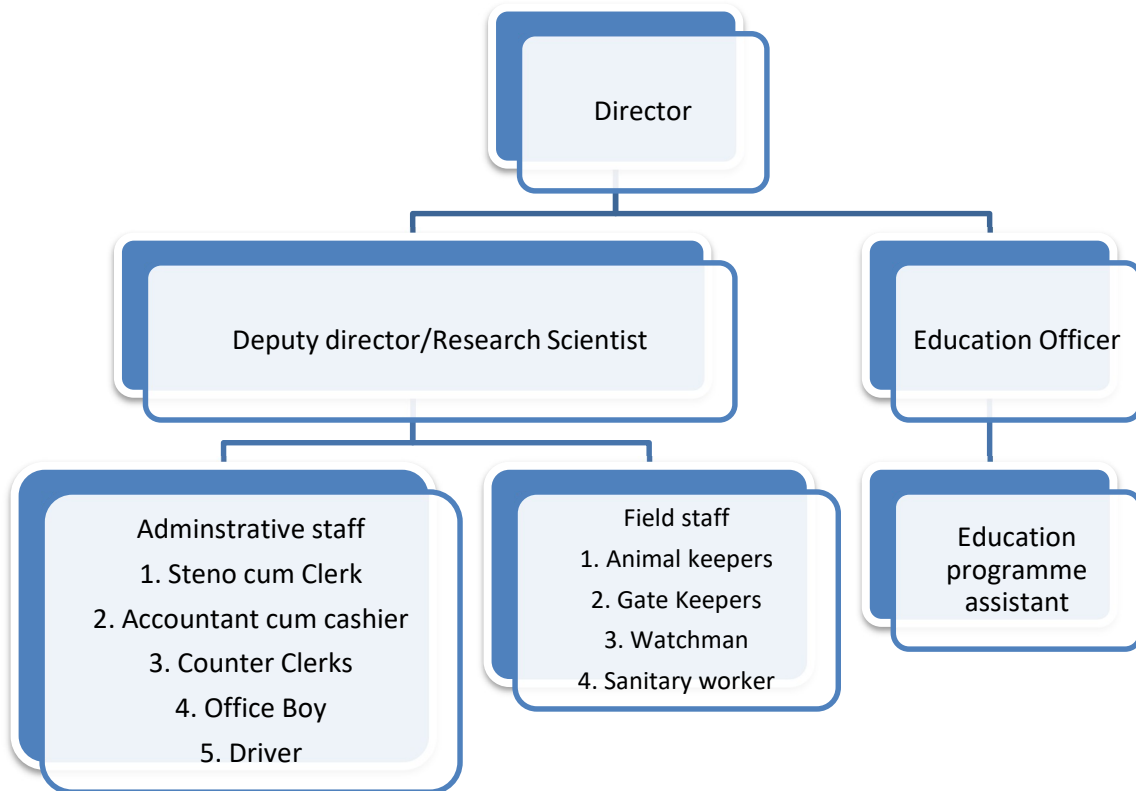 Director
Deputy director/Research Scientist
Education Officer
Adminstrative staff
1. Steno cum Clerk
2. Accountant cum cashier
3. Counter Clerks
4. Office Boy
5. Driver
Field staff
1. Animal keepers
2. Gate Keepers
3. Watchman
4. Sanitary worker
Education
programme
assistant